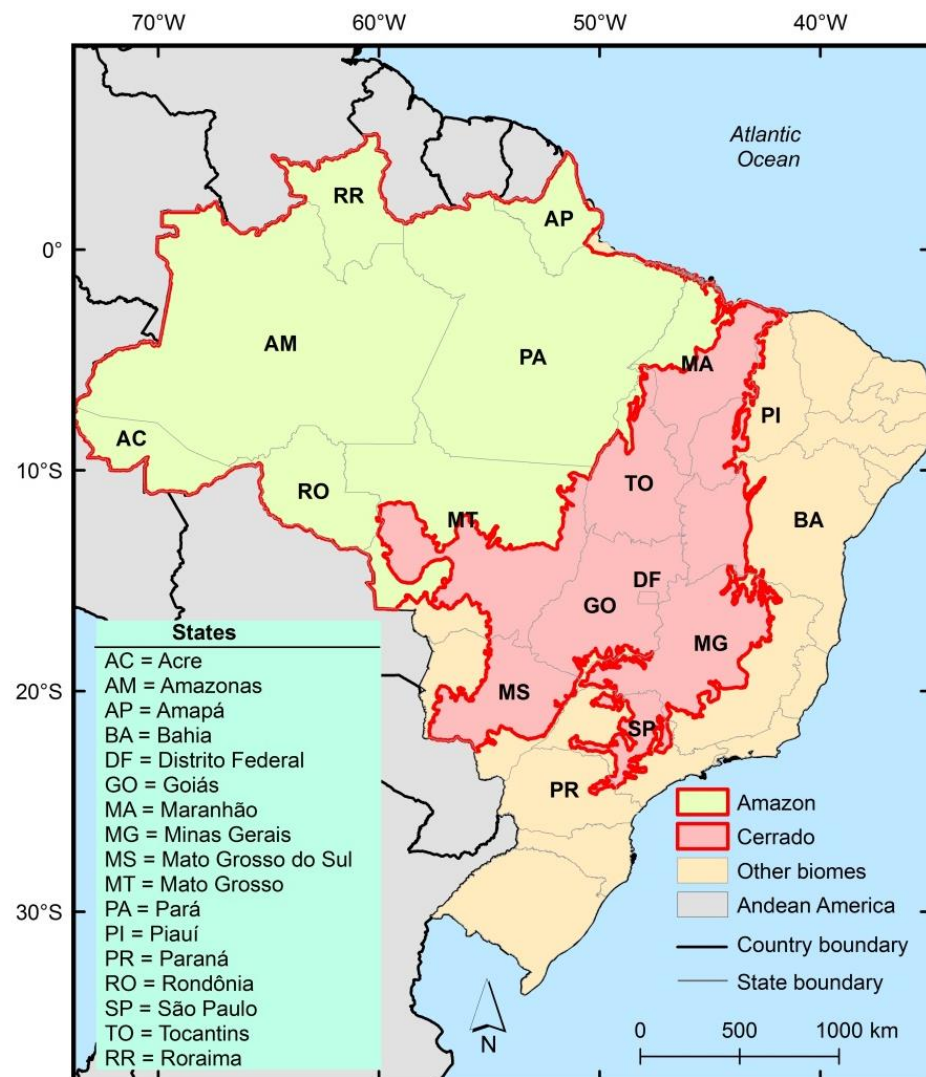 70°W 60°W 50°W 40°W
Atlantic
Ocean
RR
AP
0°
AM
PA
MA
PI
AC
10°S
RO
TO
MT
BA
DF
GO
MG
States
AC = Acre
AM = Amazonas
AP = Amapá
BA = Bahia
DF = Distrito Federal
GO = Goiás
MA = Maranhão
MG = Minas Gerais
MS = Mato Grosso do Sul
MT = Mato Grosso
PA = Pará
PI = Piauí
PR = Paraná
RO = Rondônia
SP = São Paulo
TO = Tocantins
RR = Roraima
20°S
MS
SP
PR
Amazon
Cerrado
Other biomes
Andean America
Country boundary
State boundary
30°S
N
0 500 1000 km